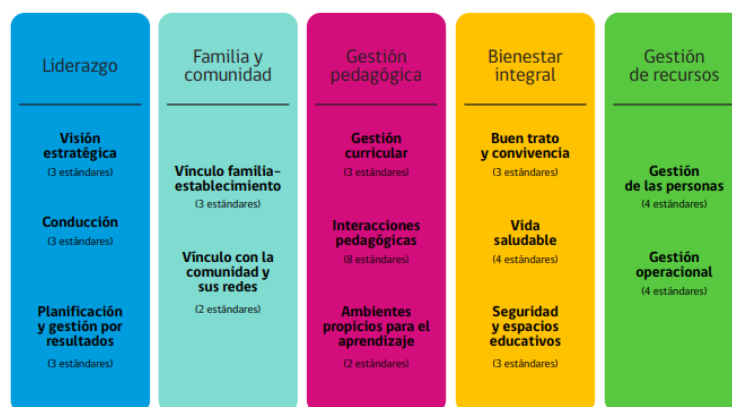 Liderazgo
Visión
estratégica
(3 estándares)
Conducción
(3 estándares)
Planificación
y gestión por
resultados
(3 estándares)
Familia y
comunidad
Vínculo familia-
establecimiento
(3 estándares)
Vínculo con la
comunidad y
sus redes
(2 estándares)
Gestión
pedagógica
Gestión
curricular
(3 estándares)
Interacciones
pedagógicas
(8 estándares)
Ambientes
propicios para el
aprendizaje
(2 estándares)
Bienestar
integral
Buen trato
y convivencia
(3 estándares)
Vida
saludable
(4 estándares)
Seguridad
y espacios
educativos
(3 estándares)
Gestión
de recursos
Gestión
de las personas
(4 estándares)
Gestión
operacional
(4 estándares)